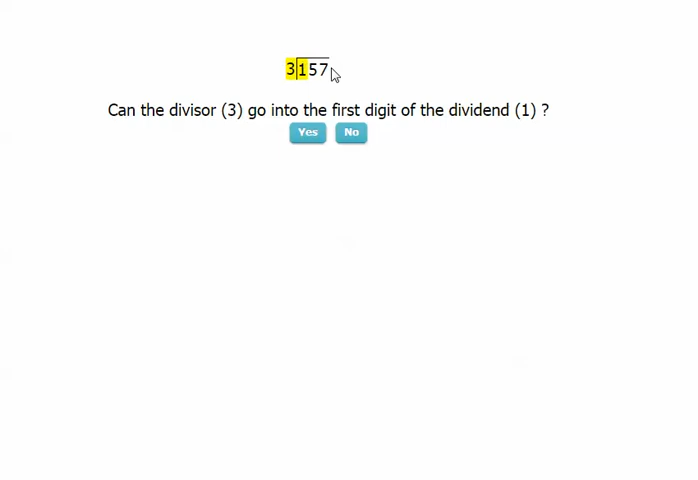 3 157
Can the divisor (3) go into the first digit of the dividend (1) ?
Yes No